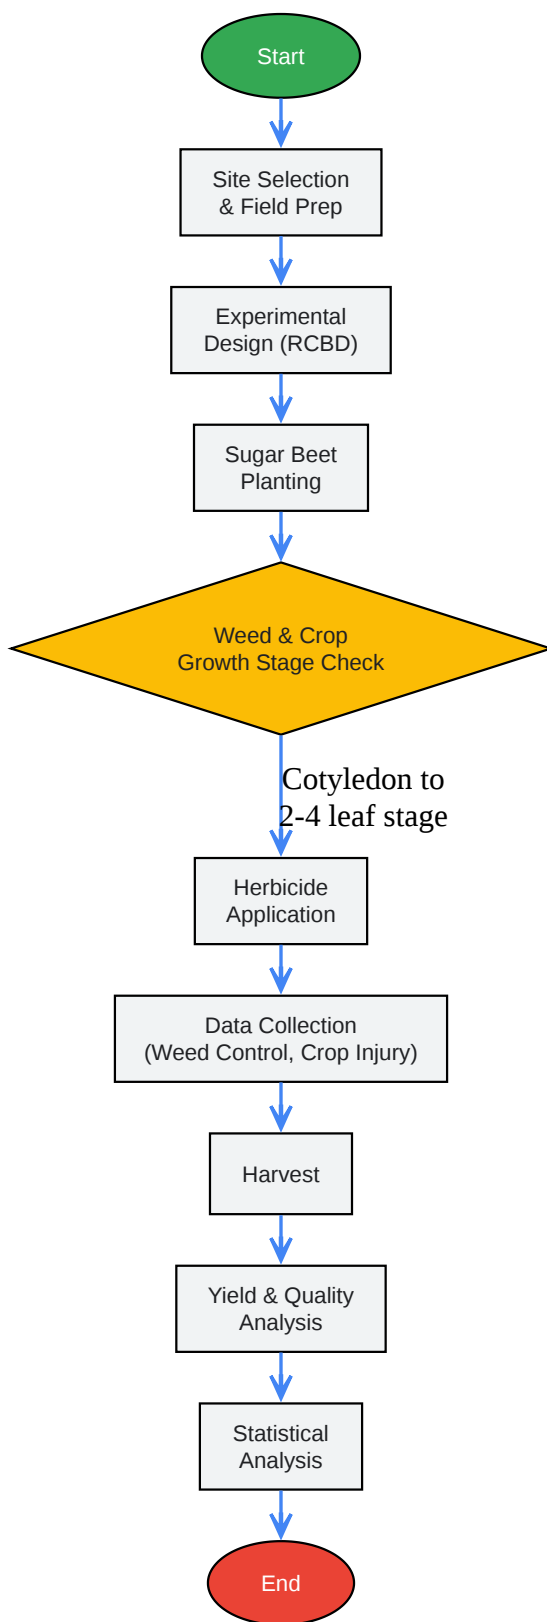 Start
Site Selection
& Field Prep
Experimental
Design (RCBD)
Sugar Beet
Planting
Weed & Crop
Growth Stage Check
Cotyledon to
2-4 leaf stage
Herbicide
Application
Data Collection
(Weed Control, Crop Injury)
Harvest
Yield & Quality
Analysis
Statistical
Analysis
End